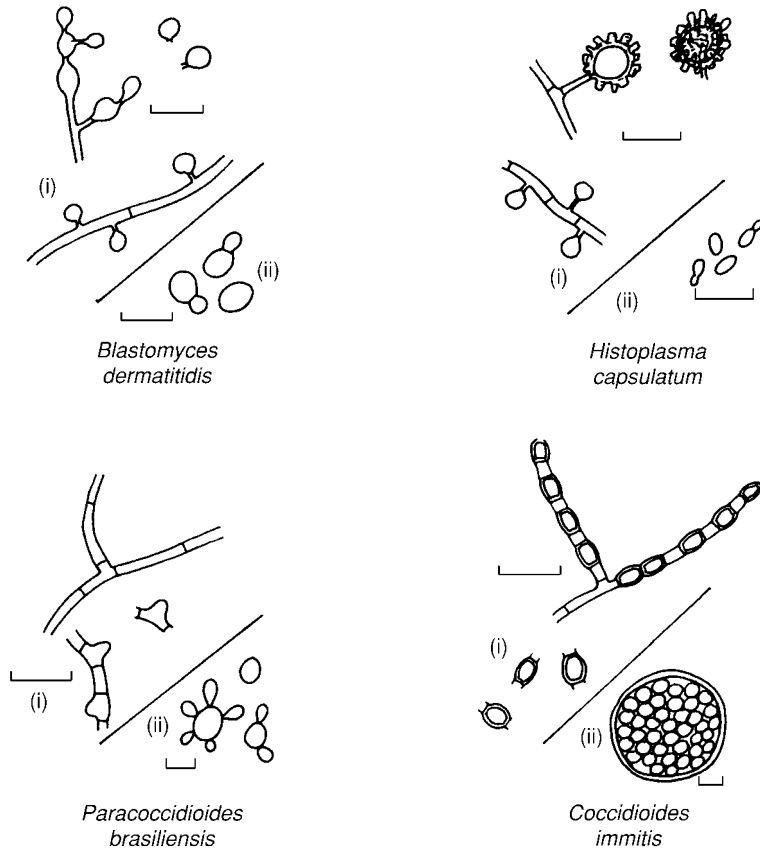 (i)
(ii)
Blastomyces
dermatitidis
(i)
(ii)
Histoplasma
capsulatum
(i)
(ii)
Paracoccidioides
brasiliensis
(i)
(ii)
Coccidioides
immitis